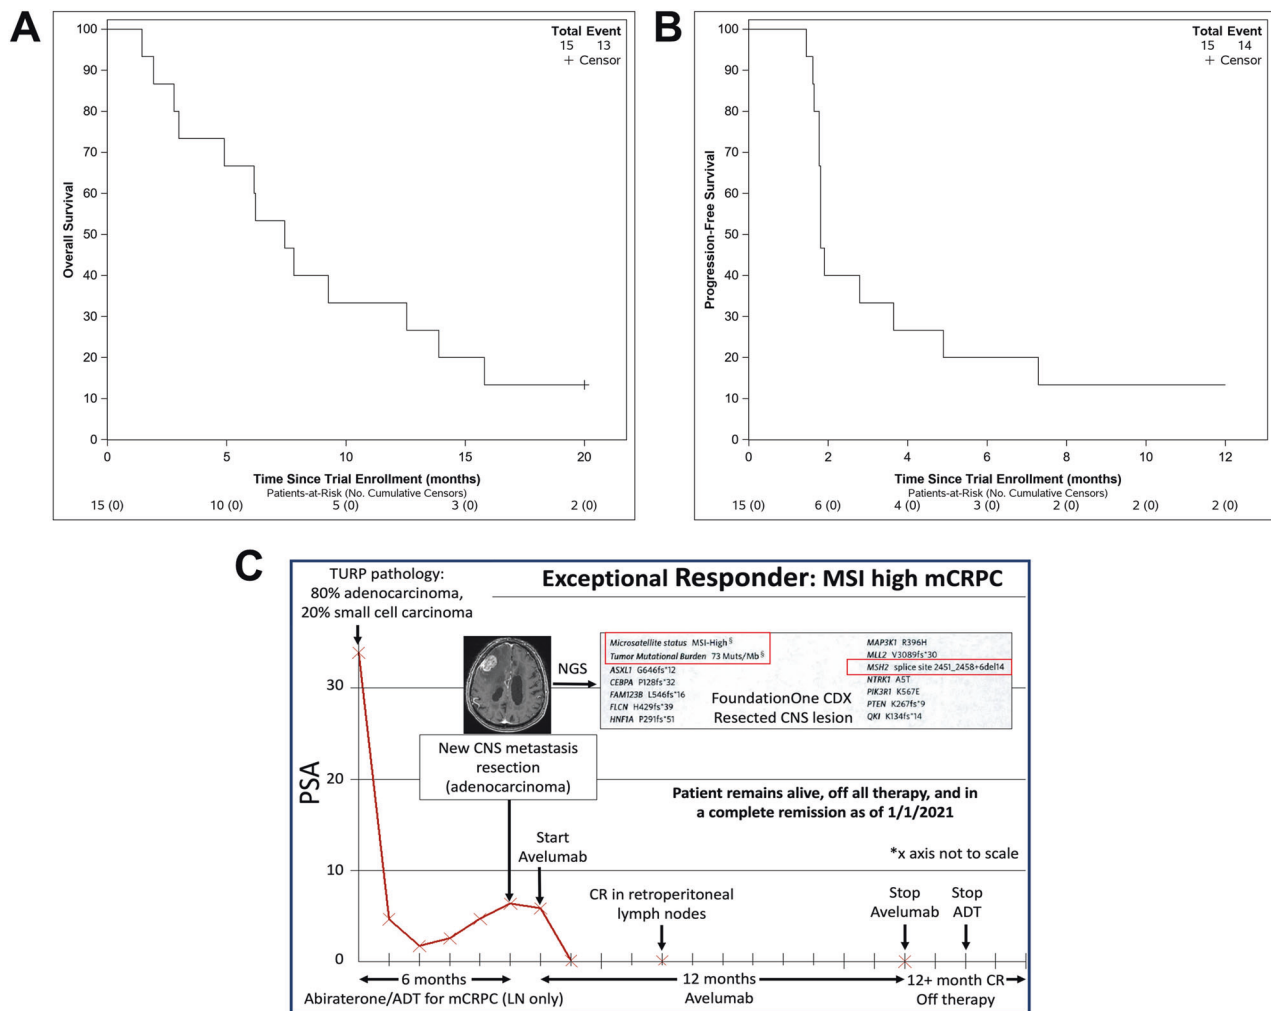 A
Total Event
15 13
+ Censor
100
90
80
70
60
50
40
30
20
10
0
Overall Survival
0 5 10 15 20
Time Since Trial Enrollment (months)
Patients-at-Risk (No. Cumulative Censors)
15 (0) 10 (0) 5 (0) 3 (0) 2 (0)
B
Total Event
15 14
+ Censor
100
90
80
70
60
50
40
30
20
10
0
Progression-Free Survival
0 2 4 6 8 10 12
Time Since Trial Enrollment (months)
Patients-at-Risk (No. Cumulative Censors)
15 (0) 6 (0) 4 (0) 3 (0) 2 (0) 2 (0) 2 (0)
C
TURP pathology:
80% adenocarcinoma,
20% small cell carcinoma
Exceptional Responder: MSI high mCRPC
NGS
Microsatellite status MSI-High §
Tumor Mutational Burden 73 Muts/Mb §
ASXL1 G646fs*12
CEBPA P128fs*32
FAM123B L546fs*16
FLCN H429fs*39
HNF1A P291fs*51
FoundationOne CDX
Resected CNS lesion
MAP3K1 R396H
MLL2 V3089fs*30
MSH2 splice site 2451_2458+6del14
NTRK1 A5T
PIK3R1 K567E
PTEN K267fs*9
QKI K134fs*14
New CNS metastasis
resection
(adenocarcinoma)
Patient remains alive, off all therapy, and in
a complete remission as of 1/1/2021
*x axis not to scale
Start
Avelumab
CR in retroperitoneal
lymph nodes
Stop
Avelumab
Stop
ADT
PSA
30
20
10
0
6 months
Abiraterone/ADT for mCRPC (LN only)
12 months
Avelumab
12+ month CR
Off therapy